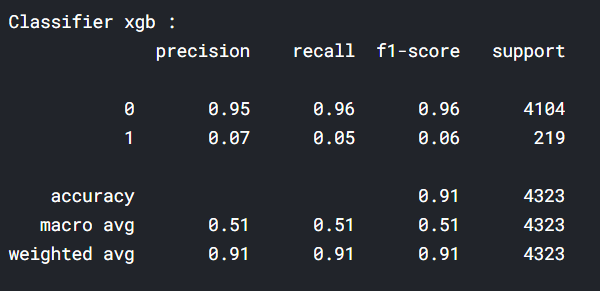 Classifier xgb :
precision recall f1-score support
0 0.95 0.96 0.96 4104
1 0.07 0.05 0.06 219
accuracy 0.91 4323
macro avg 0.51 0.51 0.51 4323
weighted avg 0.91 0.91 0.91 4323